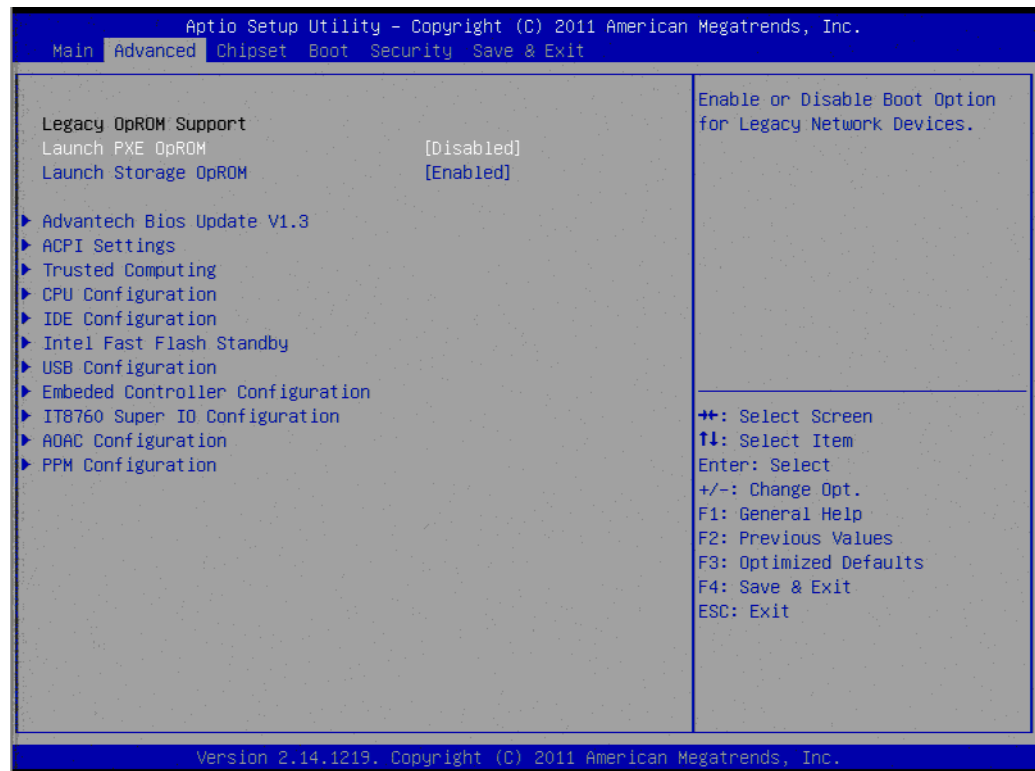 Aptio Setup Utility – Copyright (C) 2011 American Megatrends, Inc.
Main Advanced Chipset Boot Security Save & Exit
Legacy OpROM Support
Launch PXE OpROM [Disabled]
Launch Storage OpROM [Enabled]
Advantech Bios Update V1.3
ACPI Settings
Trusted Computing
CPU Configuration
IDE Configuration
Intel Fast Flash Standby
USB Configuration
Embeded Controller Configuration
IT8760 Super IO Configuration
AOAC Configuration
PPM Configuration
Enable or Disable Boot Option
for Legacy Network Devices.
→←: Select Screen
↑↓: Select Item
Enter: Select
+/-: Change Opt.
F1: General Help
F2: Previous Values
F3: Optimized Defaults
F4: Save & Exit
ESC: Exit
Version 2.14.1219. Copyright (C) 2011 American Megatrends, Inc.